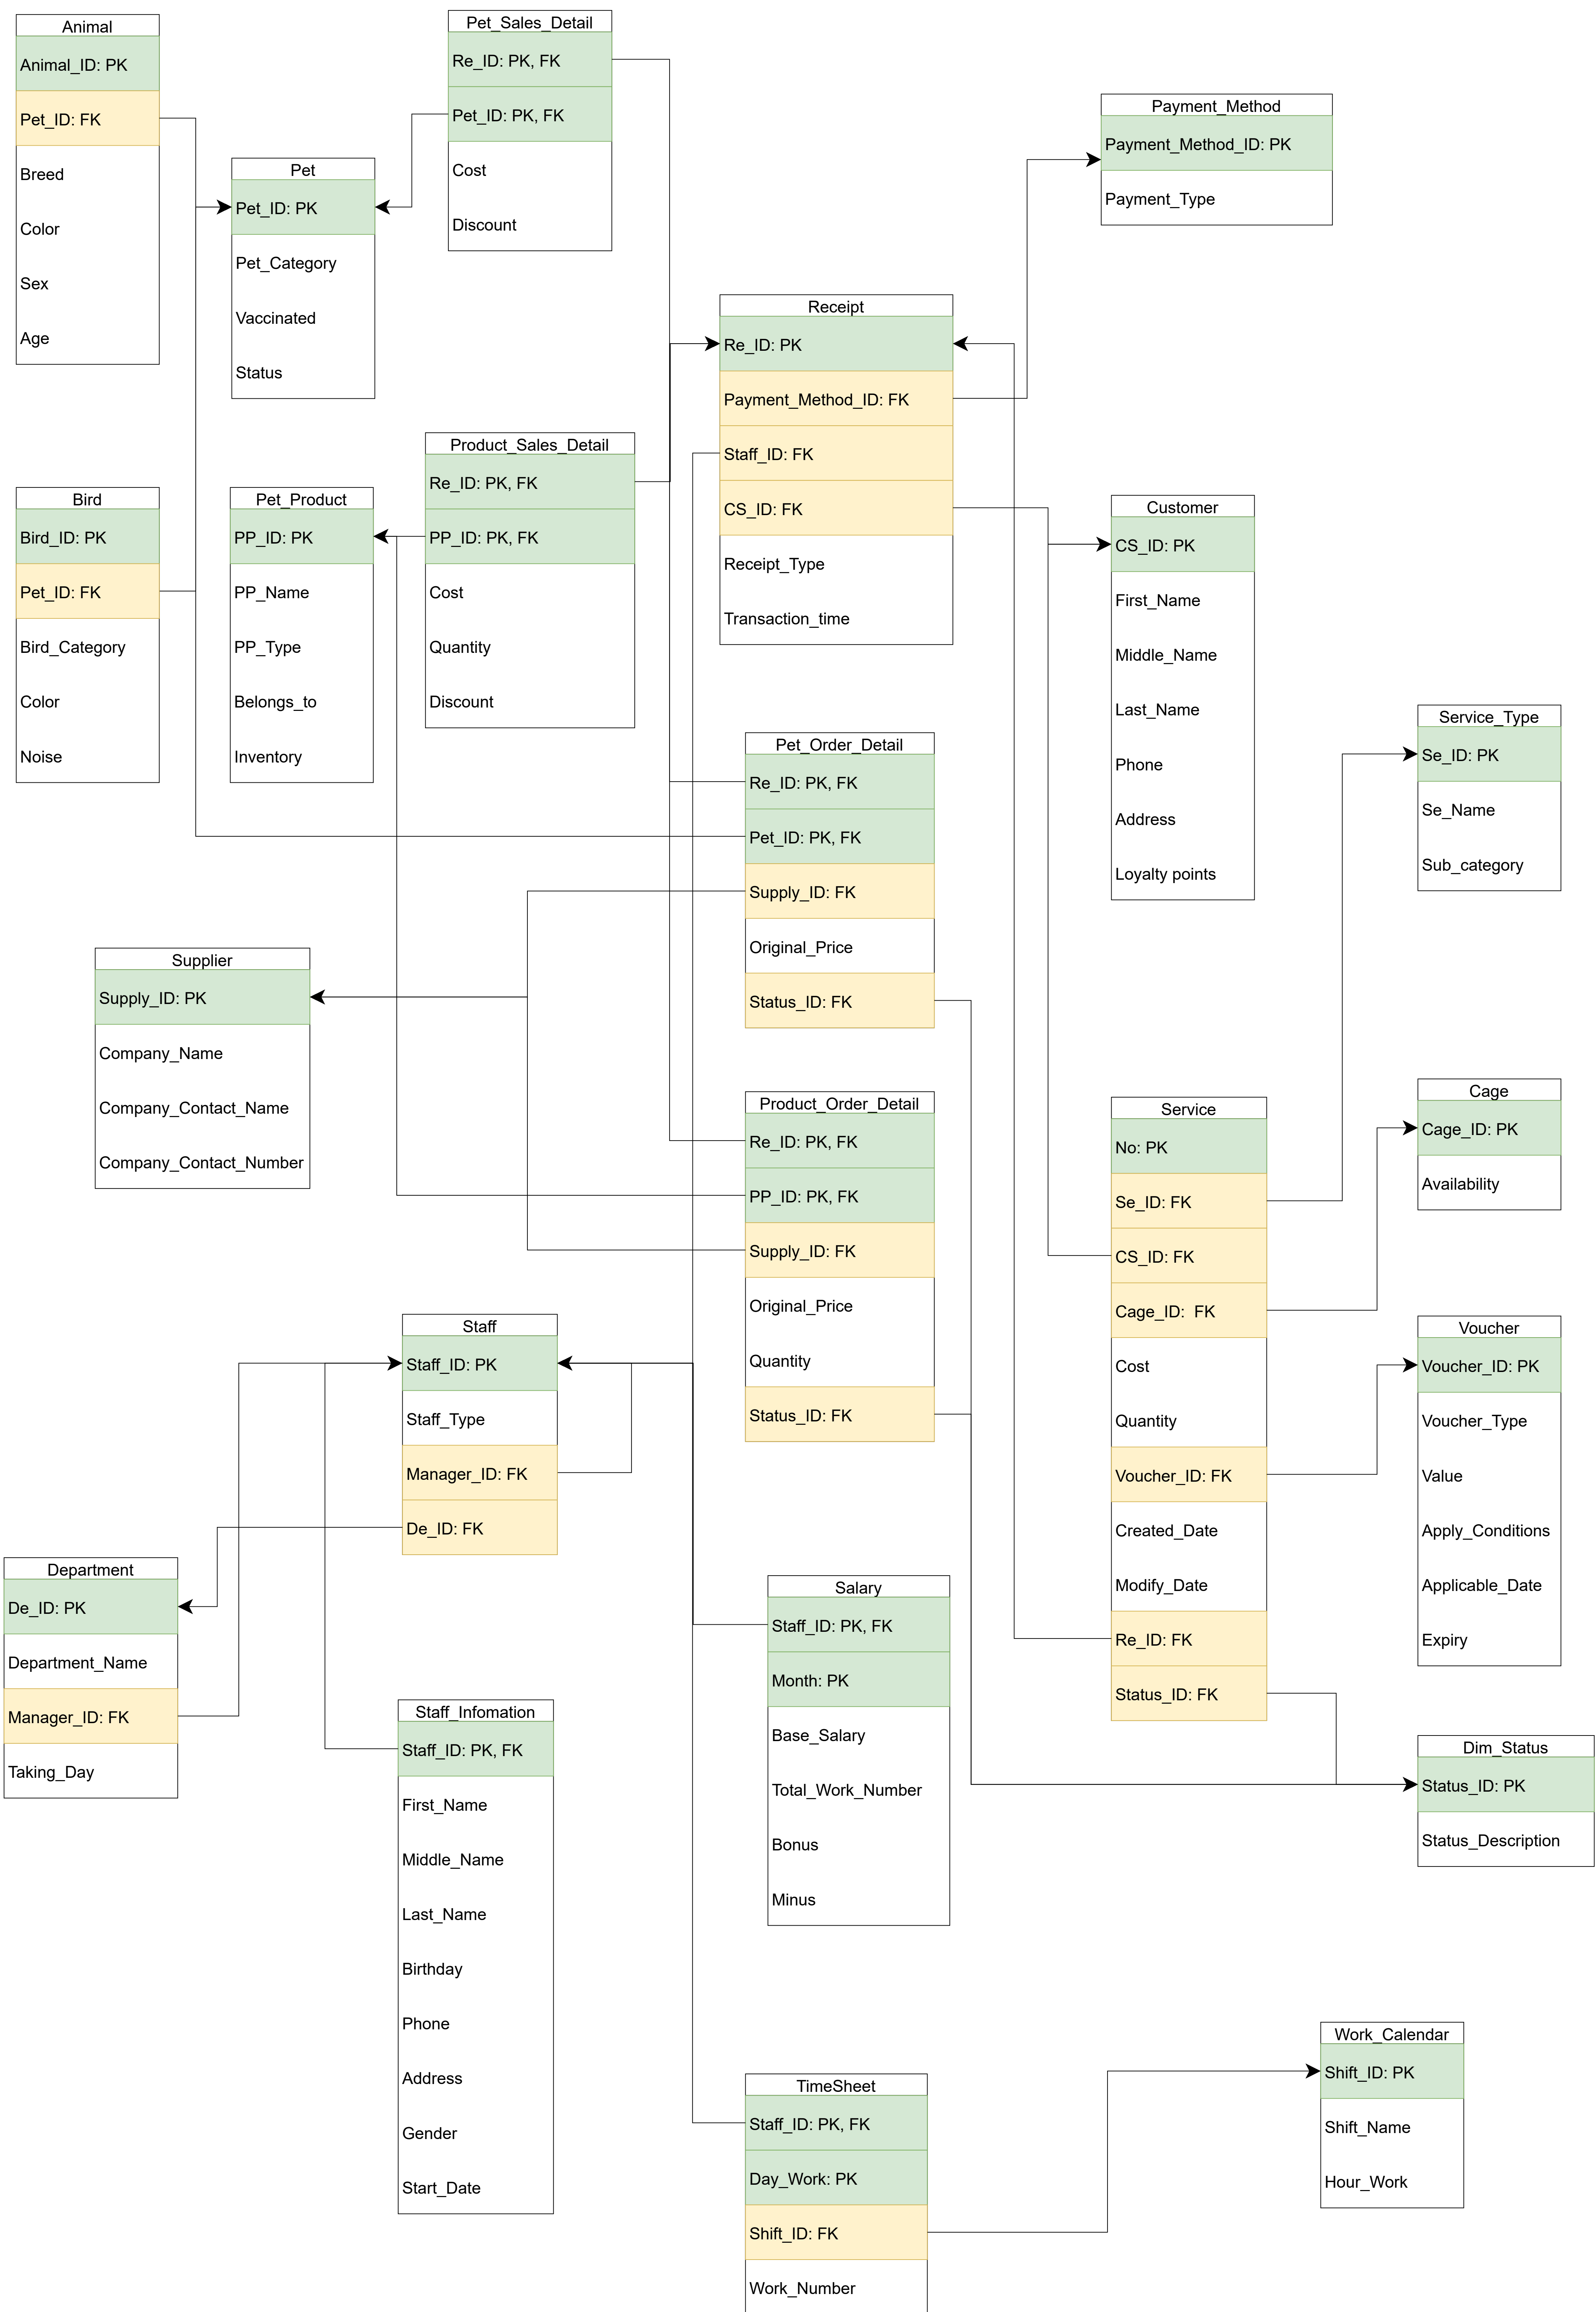 Animal
Animal_ID: PK
Pet_ID: FK
Breed
Color
Sex
Age
Pet_Sales_Detail
Re_ID: PK, FK
Pet_ID: PK, FK
Cost
Discount
Payment_Method
Payment_Method_ID: PK
Payment_Type
Pet
Pet_ID: PK
Pet_Category
Vaccinated
Status
Receipt
Re_ID: PK
Payment_Method_ID: FK
Staff_ID: FK
CS_ID: FK
Receipt_Type
Transaction_time
Product_Sales_Detail
Re_ID: PK, FK
PP_ID: PK, FK
Cost
Quantity
Discount
Bird
Bird_ID: PK
Pet_ID: FK
Bird_Category
Color
Noise
Pet_Product
PP_ID: PK
PP_Name
PP_Type
Belongs_to
Inventory
Customer
CS_ID: PK
First_Name
Middle_Name
Last_Name
Phone
Address
Loyalty points
Service_Type
Se_ID: PK
Se_Name
Sub_category
Pet_Order_Detail
Re_ID: PK, FK
Pet_ID: PK, FK
Supply_ID: FK
Original_Price
Status_ID: FK
Supplier
Supply_ID: PK
Company_Name
Company_Contact_Name
Company_Contact_Number
Product_Order_Detail
Re_ID: PK, FK
PP_ID: PK, FK
Supply_ID: FK
Original_Price
Quantity
Status_ID: FK
Service
No: PK
Se_ID: FK
CS_ID: FK
Cage_ID:  FK
Cost
Quantity
Voucher_ID: FK
Created_Date
Modify_Date
Re_ID: FK
Status_ID: FK
Cage
Cage_ID: PK
Availability
Voucher
Voucher_ID: PK
Voucher_Type
Value
Apply_Conditions
Applicable_Date
Expiry
Staff
Staff_ID: PK
Staff_Type
Manager_ID: FK
De_ID: FK
Department
De_ID: PK
Department_Name
Manager_ID: FK
Taking_Day
Salary
Staff_ID: PK, FK
Month: PK
Base_Salary
Total_Work_Number
Bonus
Minus
Staff_Infomation
Staff_ID: PK, FK
First_Name
Middle_Name
Last_Name
Birthday
Phone
Address
Gender
Start_Date
Dim_Status
Status_ID: PK
Status_Description
Work_Calendar
Shift_ID: PK
Shift_Name
Hour_Work
TimeSheet
Staff_ID: PK, FK
Day_Work: PK
Shift_ID: FK
Work_Number